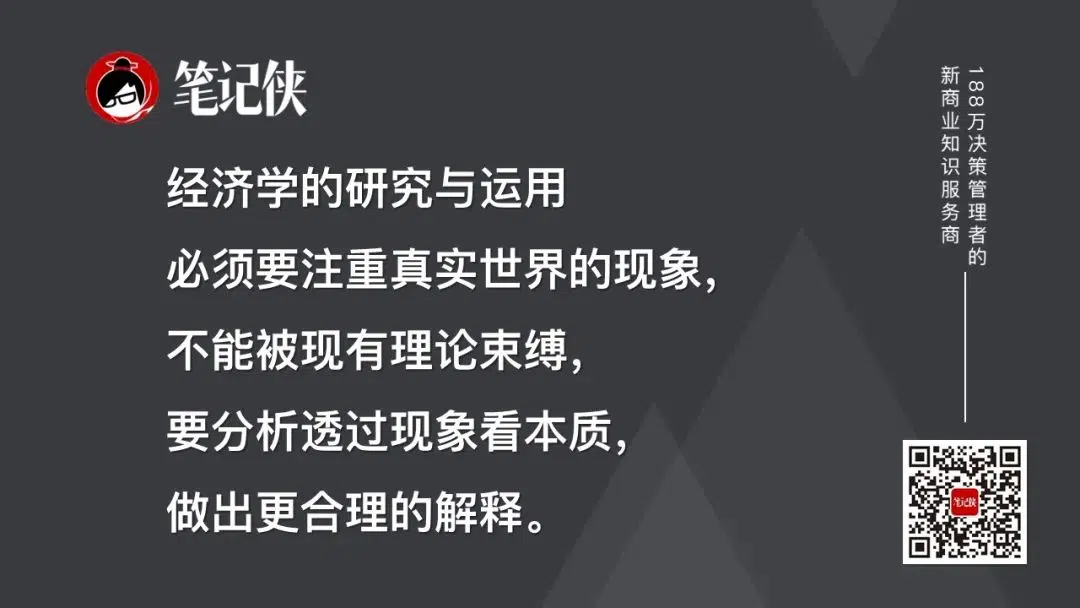 笔记侠
经济学的研究与运用
必须要注重真实世界的现象，
不能被现有理论束缚，
要分析透过现象看本质，
做出更合理的解释。
188万决策管理者的
新商业知识服务商
笔记侠